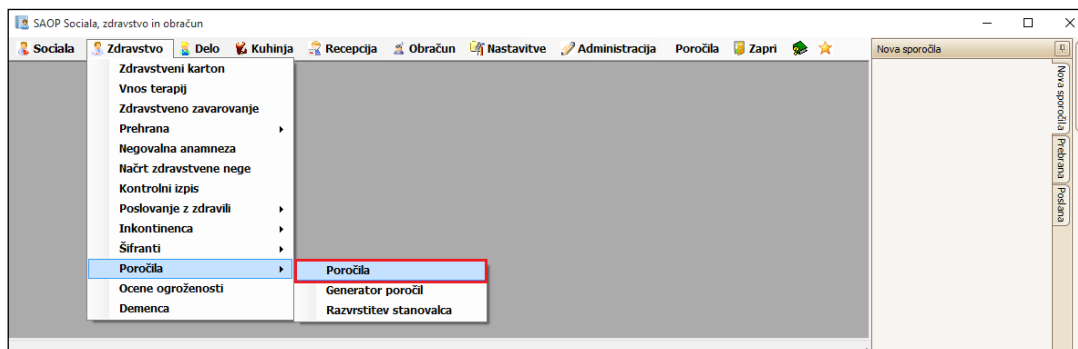 SAOP Sociala, zdravstvo in obračun
Sociala Zdravstvo Delo Kuhinja Recepcija Obračun Nastavitve Administracija Poročila Zapri
Nova sporočila
Zdravstveni karton
Vnos terapij
Zdravstveno zavarovanje
Prehrana
Negovalna anamneza
Načrt zdravstvene nege
Kontrolni izpis
Poslovanje z zdravili
Inkontinenca
Šifranti
Poročila
Ocene ogroženosti
Demenca
Poročila
Generator poročil
Razvrstitev stanovalca
Nova sporočila
Prebrana
Poslana